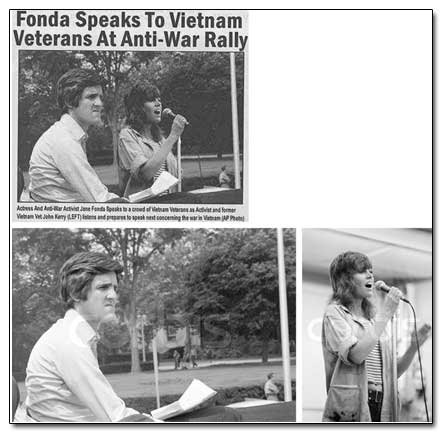 Fonda Speaks To Vietnam
Veterans At Anti-War Rally
Actress And Anti-War Activist Jane Fonda Speaks to a crowd of Vietnam Veterans as Activist and former
Vietnam Vet John Kerry (LEFT) listens and prepares to speak next concerning the war in Vietnam (AP Photo)